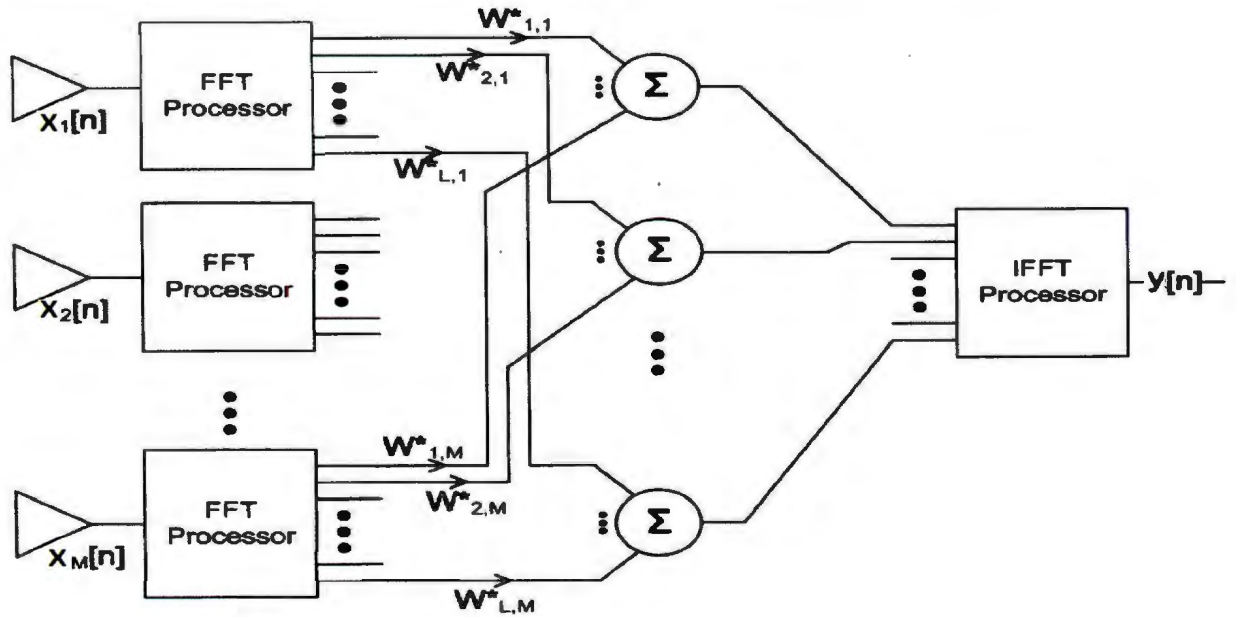 W*1,1
FFT
Processor
W*2,1
Σ
X1[n]
W*L,1
FFT
Processor
Σ
IFFT
Processor
y[n]
X2[n]
W*1,M
FFT
Processor
W*2,M
Σ
XM[n]
W*L,M